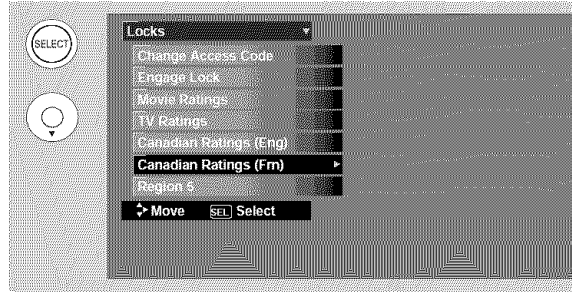 SELECT
Locks
Change Access Code
Engage Lock
Movie Ratings
TV Ratings
Canadian Ratings (Eng)
Canadian Ratings (Frn)
Region 5
Move SEL Select